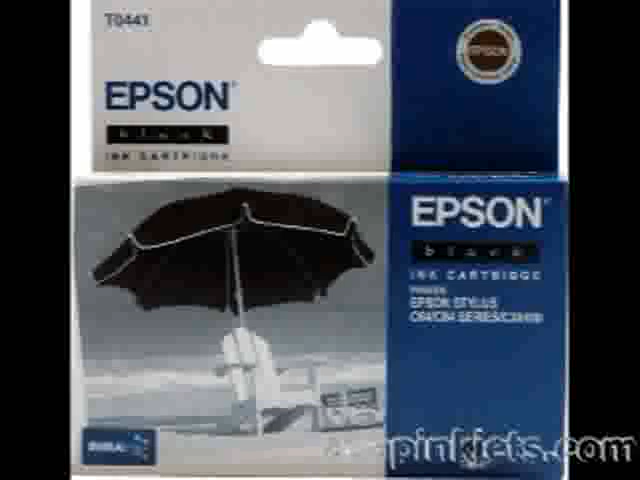 T0441
EPSON
EPSON
black
INK CARTRIDGE
EPSON
black
INK CARTRIDGE
EPSON STYLUS
pinkjets.com